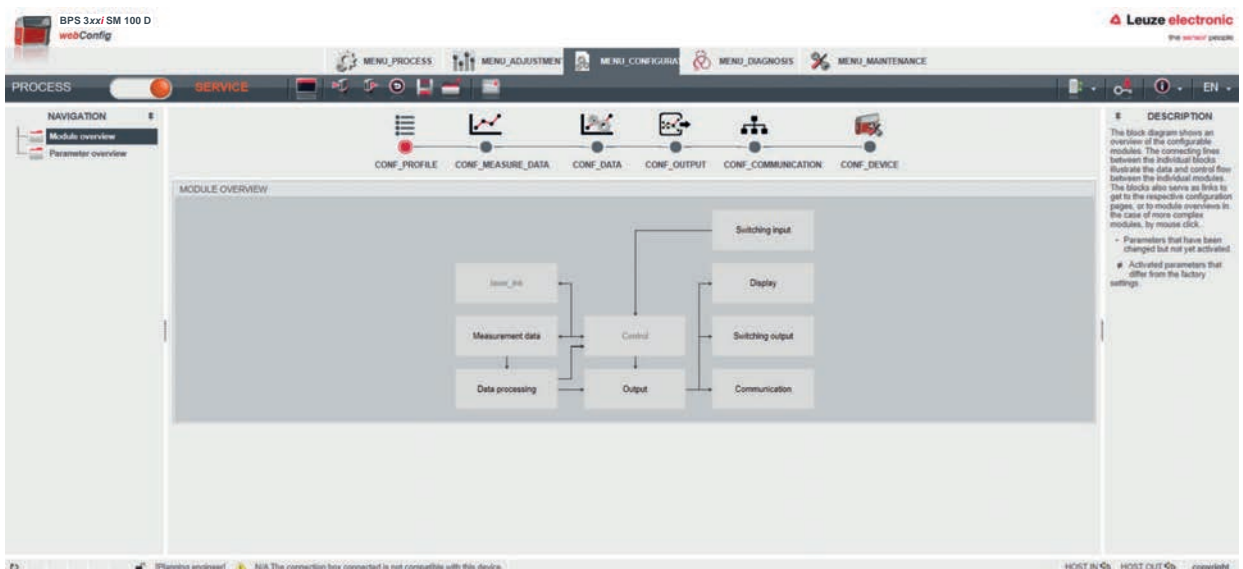 BPS 3xxi SM 100 D
webConfig
Leuze electronic
the sensor people
MENU_PROCESS
MENU_ADJUSTMEN
MENU_CONFIGURA
MENU_DIAGNOSIS
MENU_MAINTENANCE
PROCESS
SERVICE
EN
NAVIGATION
Module overview
Parameter overview
CONF_PROFILE
CONF_MEASURE_DATA
CONF_DATA
CONF_OUTPUT
CONF_COMMUNICATION
CONF_DEVICE
MODULE OVERVIEW
Switching input
Display
Measurement data
Control
Switching output
Data processing
Output
Communication
DESCRIPTION
The block diagram shows an
overview of the configurable
modules. The connecting lines
between the individual blocks
illustrate the data and control flow
between the individual modules.
The blocks also serve as links to
get to the respective configuration
pages, or to module overviews in
the case of more complex
modules, by mouse click.
- Parameters that have been
changed but not yet activated.
# Activated parameters that
differ from the factory
settings.
[Planning engineer]
N/A The connection box connected is not compatible with this device.
HOST IN
HOST OUT
copyright